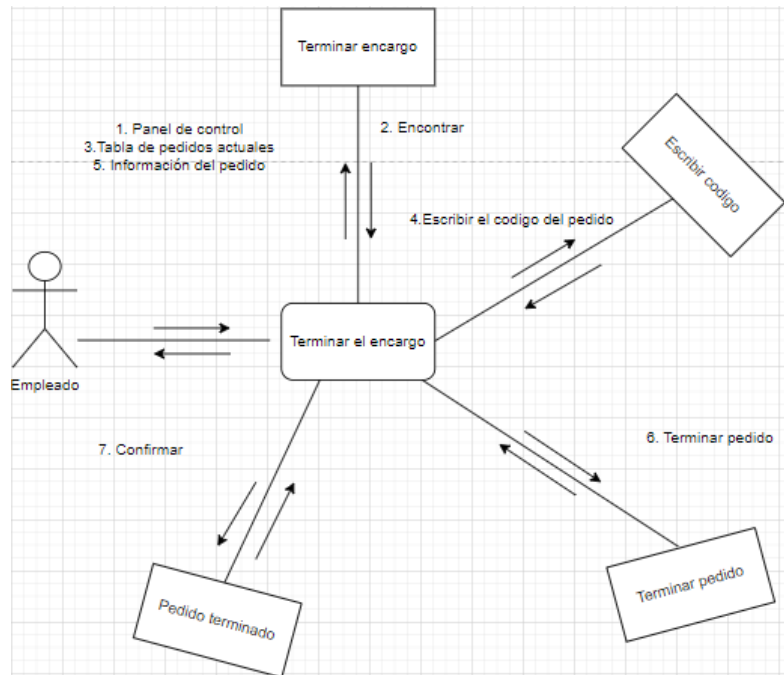 Terminar encargo
1. Panel de control
3.Tabla de pedidos actuales
5. Información del pedido
2. Encontrar
Escribir codigo
4.Escribir el codigo del pedido
Terminar el encargo
Empleado
7. Confirmar
6. Terminar pedido
Pedido terminado
Terminar pedido